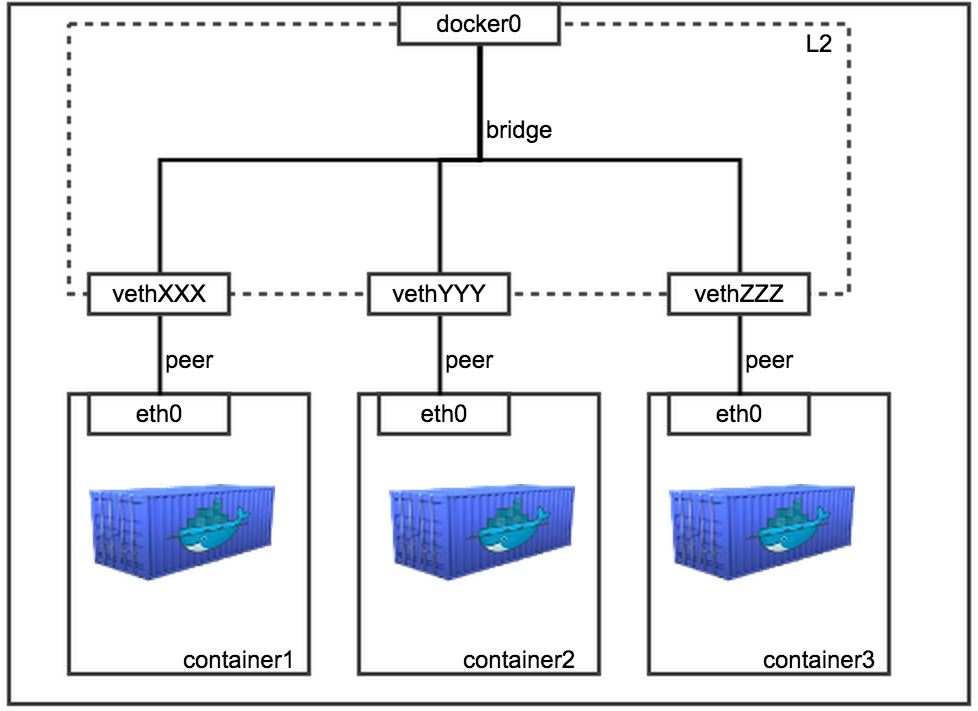 docker0
L2
bridge
vethXXX
vethYYY
vethZZZ
peer
peer
peer
eth0
eth0
eth0
container1
container2
container3